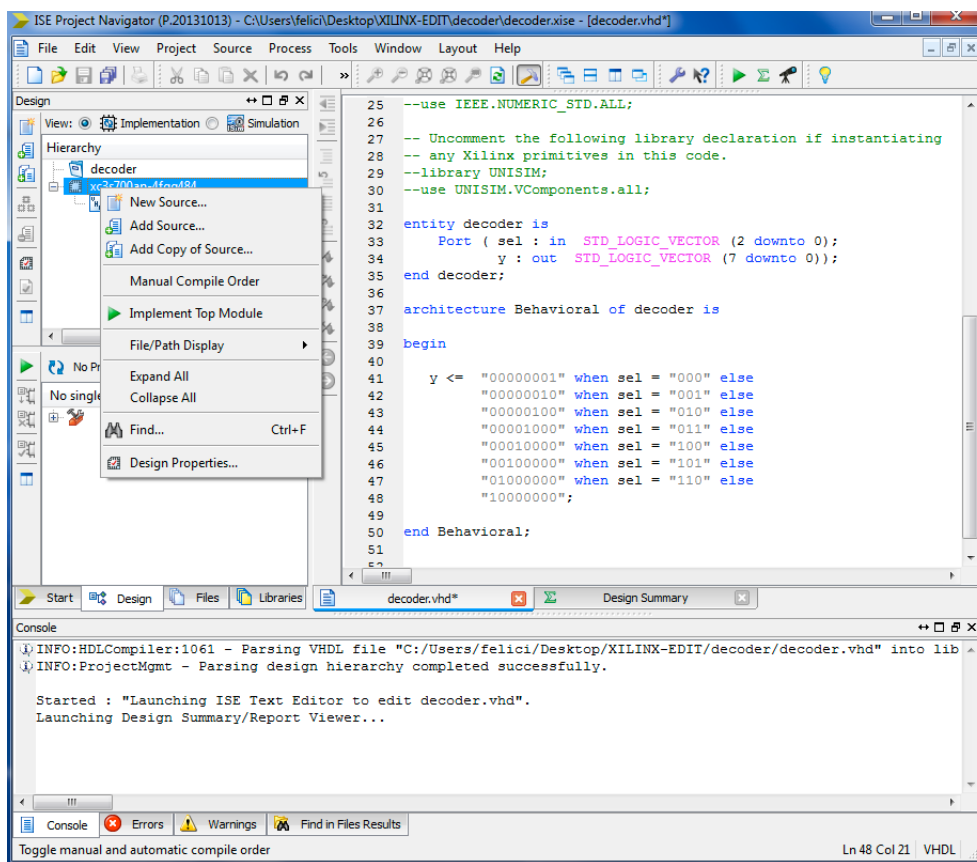 ISE Project Navigator (P.20131013) - C:\Users\felici\Desktop\XILINX-EDIT\decoder\decoder.xise - [decoder.vhd*]
File Edit View Project Source Process Tools Window Layout Help
Design
View: Implementation Simulation
Hierarchy
decoder
xc3s700an-4fgg484
New Source...
Add Source...
Add Copy of Source...
Manual Compile Order
Implement Top Module
File/Path Display
Expand All
Collapse All
Find... Ctrl+F
Design Properties...
No Pr
No single
25 --use IEEE.NUMERIC_STD.ALL;
26
27 -- Uncomment the following library declaration if instantiating
28 -- any Xilinx primitives in this code.
29 --library UNISIM;
30 --use UNISIM.VComponents.all;
31
32 entity decoder is
33 Port ( sel : in STD_LOGIC_VECTOR (2 downto 0);
34 y : out STD_LOGIC_VECTOR (7 downto 0));
35 end decoder;
36
37 architecture Behavioral of decoder is
38
39 begin
40
41 y <= "00000001" when sel = "000" else
42 "00000010" when sel = "001" else
43 "00000100" when sel = "010" else
44 "00001000" when sel = "011" else
45 "00010000" when sel = "100" else
46 "00100000" when sel = "101" else
47 "01000000" when sel = "110" else
48 "10000000";
49
50 end Behavioral;
51
52
Start Design Files Libraries
decoder.vhd* Design Summary
Console
INFO:HDLCompiler:1061 - Parsing VHDL file "C:/Users/felici/Desktop/XILINX-EDIT/decoder/decoder.vhd" into lib
INFO:ProjectMgmt - Parsing design hierarchy completed successfully.
Started : "Launching ISE Text Editor to edit decoder.vhd".
Launching Design Summary/Report Viewer...
Console Errors Warnings Find in Files Results
Toggle manual and automatic compile order
Ln 48 Col 21 VHDL